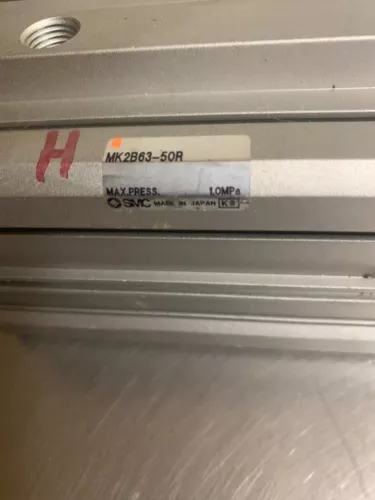 H
MK2B63-50R
MAX.PRESS. 1.0MPa
SMC MADE IN JAPAN